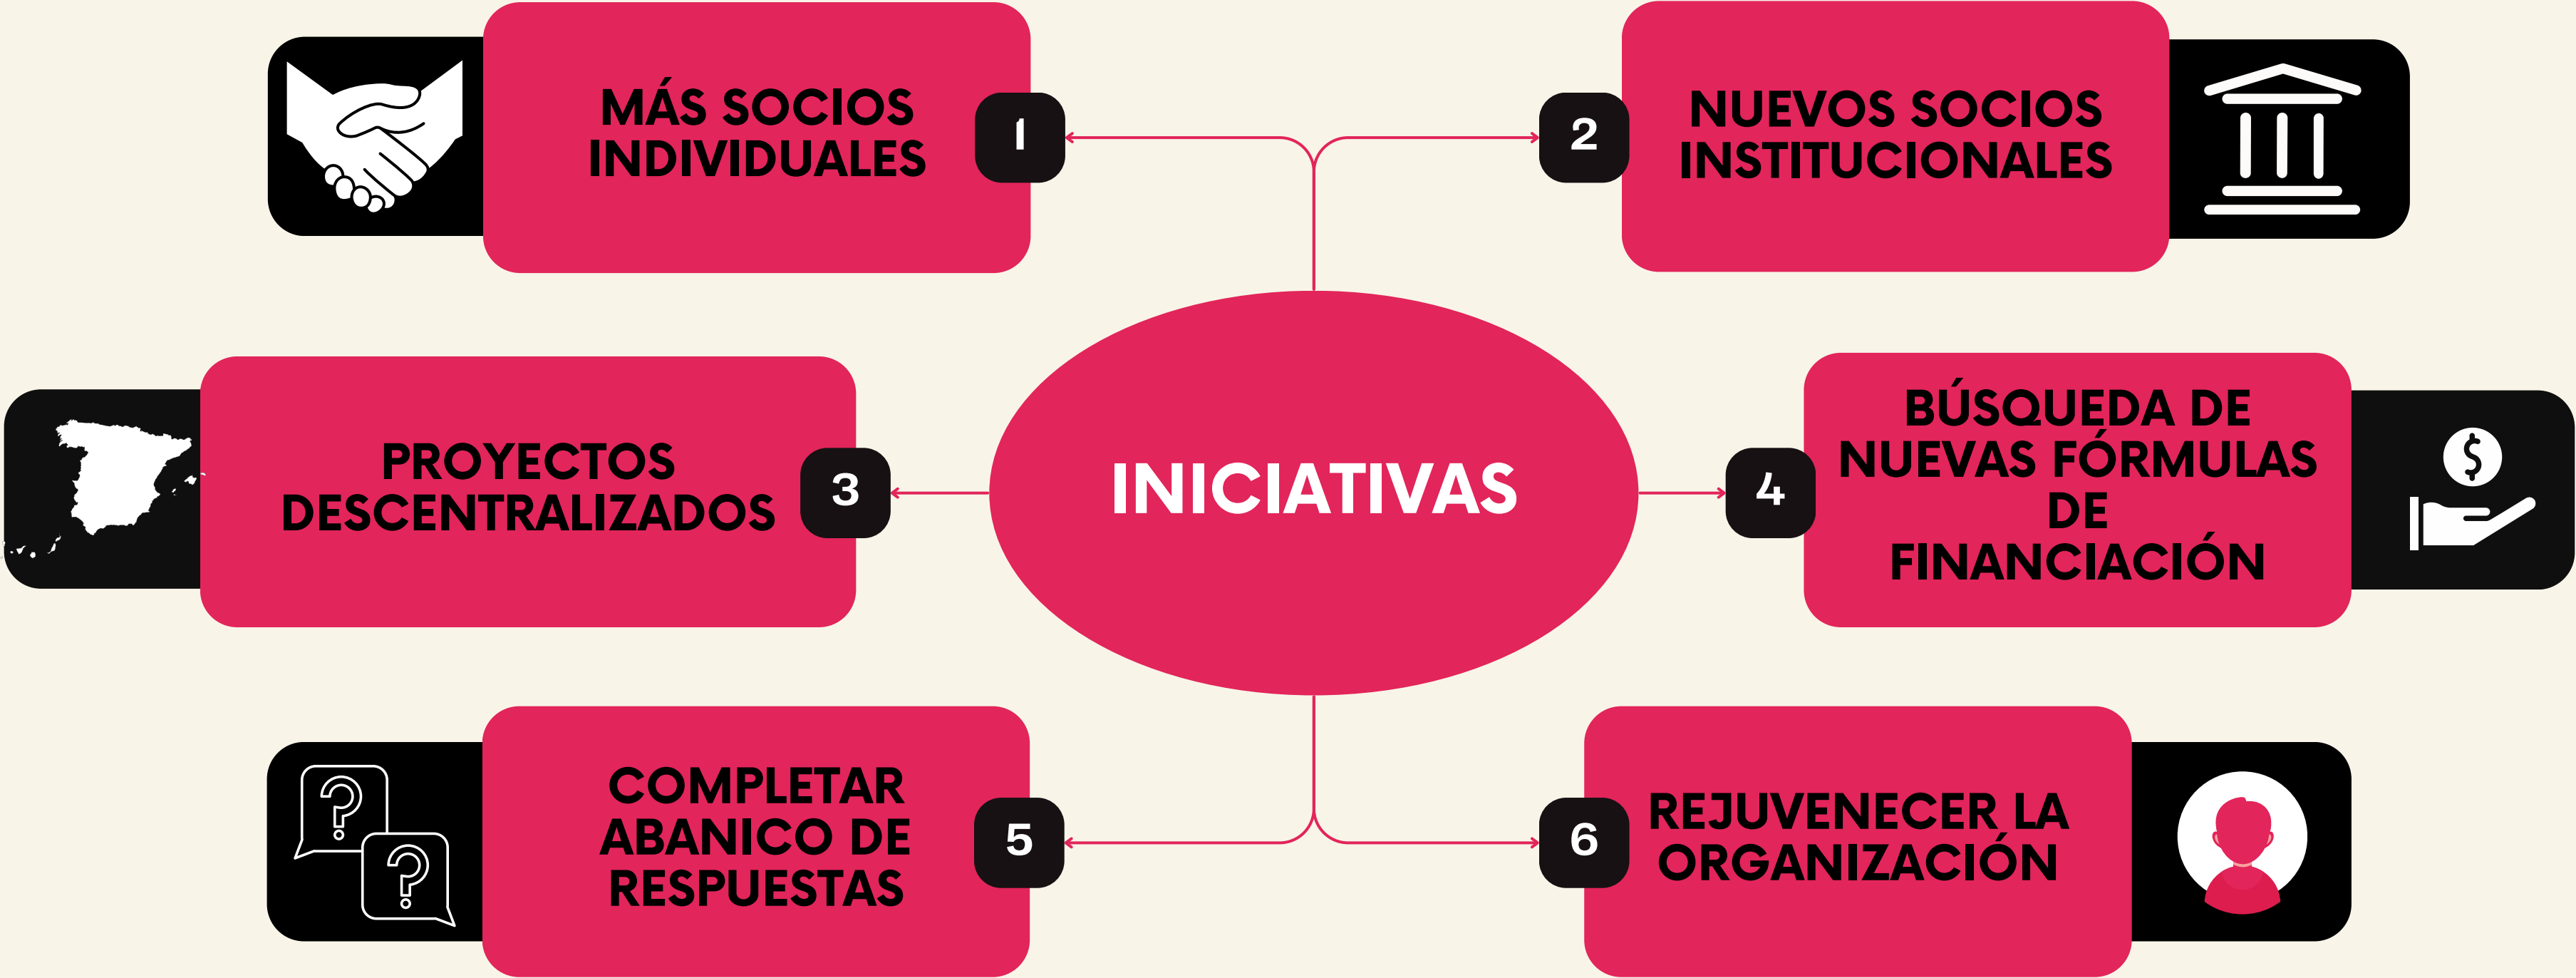 MÁS SOCIOS
INDIVIDUALES
1
2
NUEVOS SOCIOS
INSTITUCIONALES
INICIATIVAS
PROYECTOS
DESCENTRALIZADOS
3
4
BÚSQUEDA DE
NUEVAS FÓRMULAS
DE
FINANCIACIÓN
$
COMPLETAR
ABANICO DE
RESPUESTAS
5
?
?
6
REJUVENECER LA
ORGANIZACIÓN